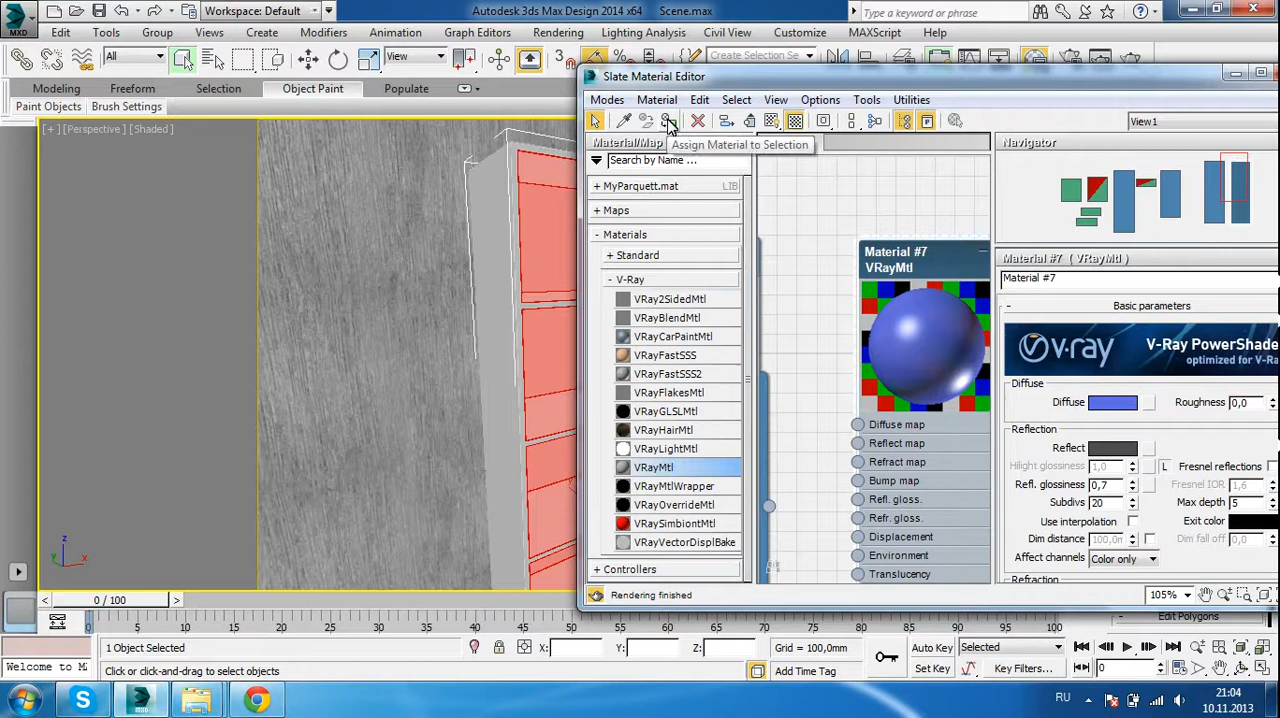 Workspace: Default
Autodesk 3ds Max Design 2014 x64 Scene.max
Type a keyword or phrase
MXD
Edit Tools Group Views Create Modifiers Animation Graph Editors Rendering Lighting Analysis Civil View Customize MAXScript Help
All
View
3
Create Selection Se
Modeling Freeform Selection Object Paint Populate
Paint Objects Brush Settings
[+] [Perspective] [Shaded]
Slate Material Editor
Modes Material Edit Select View Options Tools Utilities
View1
Assign Material to Selection
Material/Map
Search by Name ...
+ MyParquett.mat LIB
+ Maps
- Materials
+ Standard
- V-Ray
VRay2SidedMtl
VRayBlendMtl
VRayCarPaintMtl
VRayFastSSS
VRayFastSSS2
VRayFlakesMtl
VRayGLSLMtl
VRayHairMtl
VRayLightMtl
VRayMtl
VRayMtlWrapper
VRayOverrideMtl
VRaySimbiontMtl
VRayVectorDisplBake
+ Controllers
Material #7
VRayMtl
Diffuse map
Reflect map
Refract map
Bump map
Refl. gloss.
Refr. gloss.
Displacement
Environment
Translucency
Navigator
Material #7 ( VRayMtl )
Material #7
- Basic parameters
v·ray V-Ray PowerShade
optimized for V-Ra
Diffuse
Diffuse Roughness 0,0
Reflection
Reflect
Hilight glossiness 1,0 L Fresnel reflections
Refl. glossiness 0,7 Fresnel IOR 1,6
Subdivs 20 Max depth 5
Use interpolation Exit color
Dim distance 100,0m Dim fall off 0,0
Affect channels Color only
Refraction
Rendering finished
105%
Edit Polygons
z
y x
0 / 100
0 5 10 15 20 25 30 35 40 45 50 55 60 65 70 75 80 85 90 95 100
1 Object Selected X: Y: Z: Grid = 100,0mm Auto Key Selected
Welcome to M Click or click-and-drag to select objects Add Time Tag Set Key Key Filters... 0
RU
21:04
10.11.2013